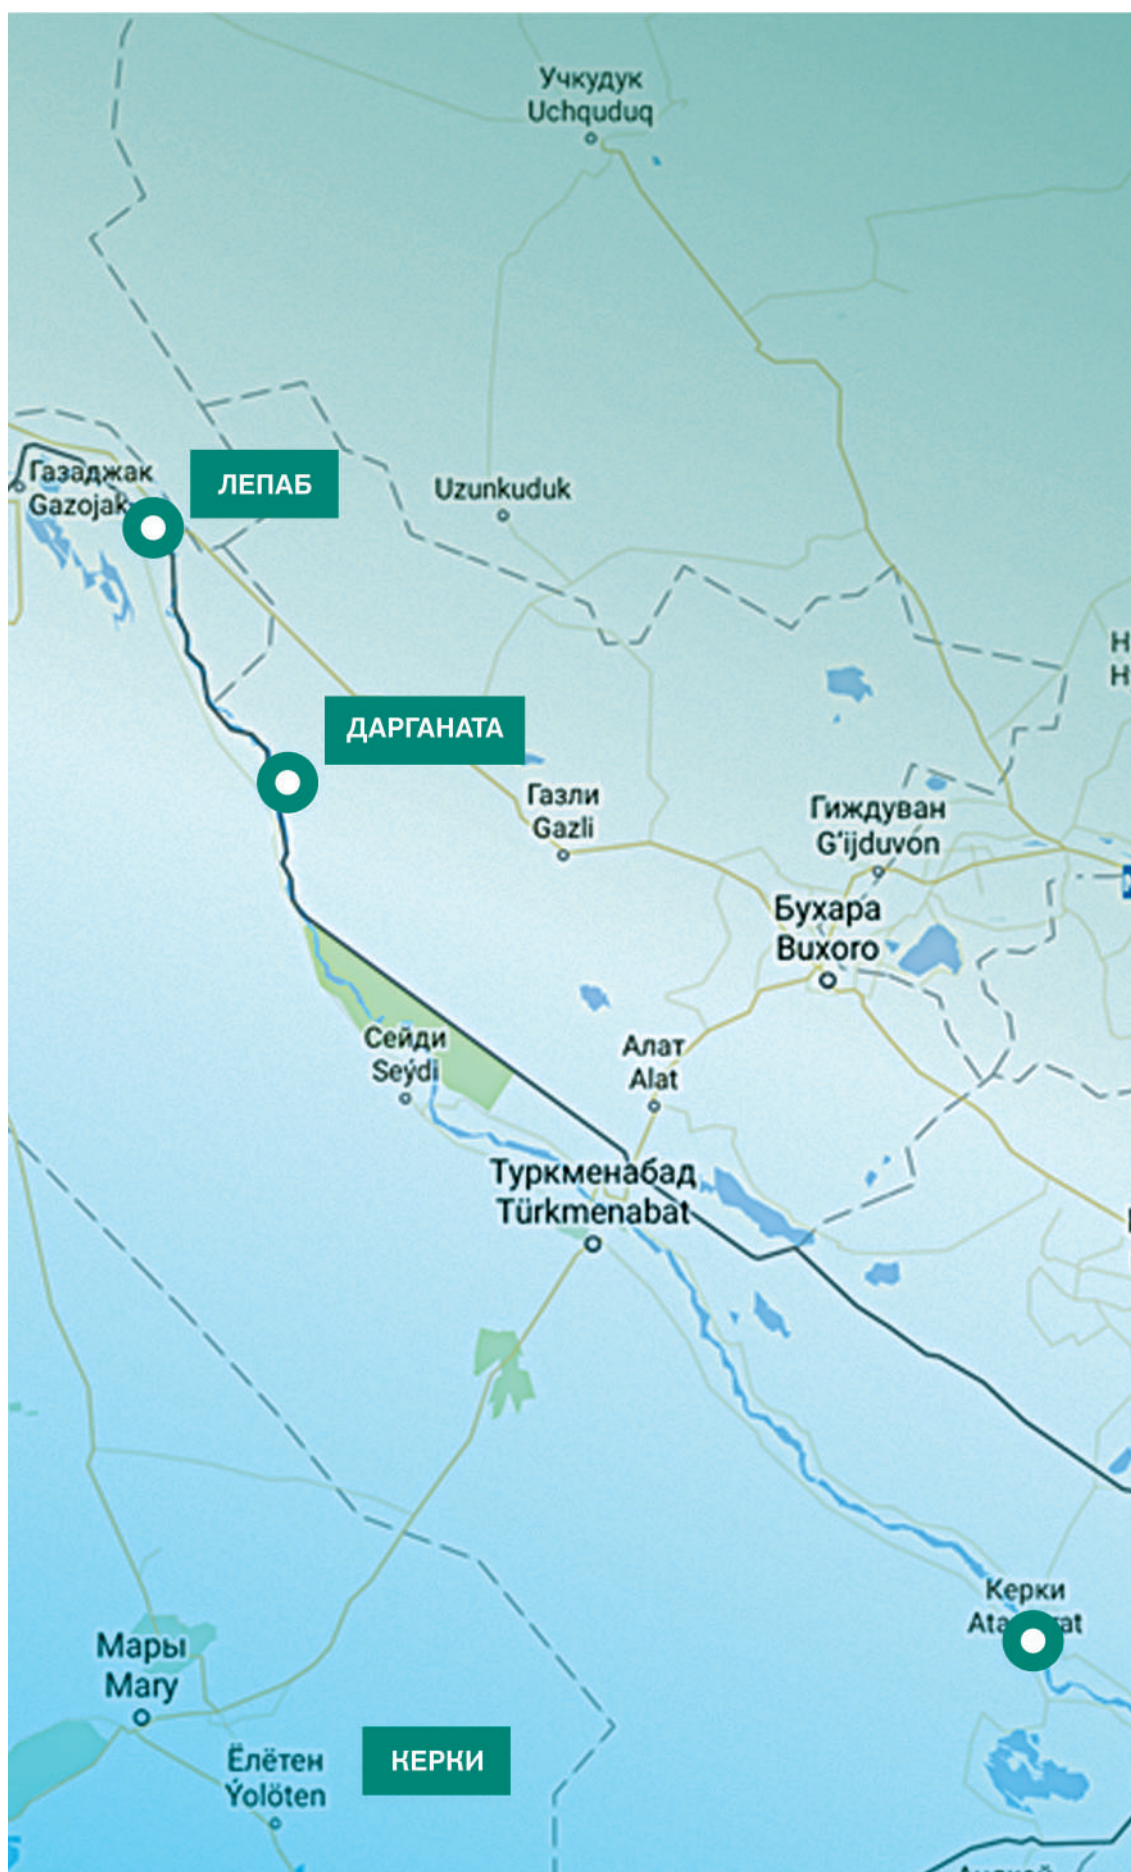 Учкудук
Uchquduq
Газаджак
Gazojak
ЛЕПАБ
Uzunkuduk
ДАРГАНАТА
Газли
Gazli
Гиждуван
G'ijduvon
Бухара
Buxoro
Сейди
Seýdi
Алат
Alat
Туркменабад
Türkmenabat
Керки
Мары
Mary
Ёлётен
Ýolöten
КЕРКИ